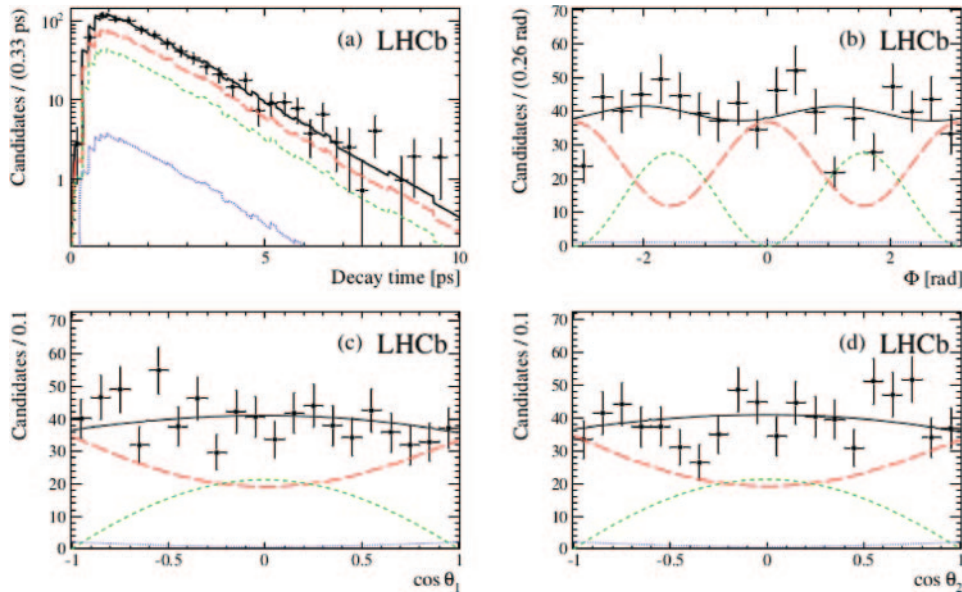 (a) LHCb
Candidates / (0.33 ps)
10²
10
1
0 5 10
Decay time [ps]
(b) LHCb
Candidates / (0.26 rad)
70
60
50
40
30
20
10
0
-2 0 2
Φ [rad]
(c) LHCb
Candidates / 0.1
70
60
50
40
30
20
10
0
-1 -0.5 0 0.5 1
cos θ₁
(d) LHCb
Candidates / 0.1
70
60
50
40
30
20
10
0
-1 -0.5 0 0.5 1
cos θ₂